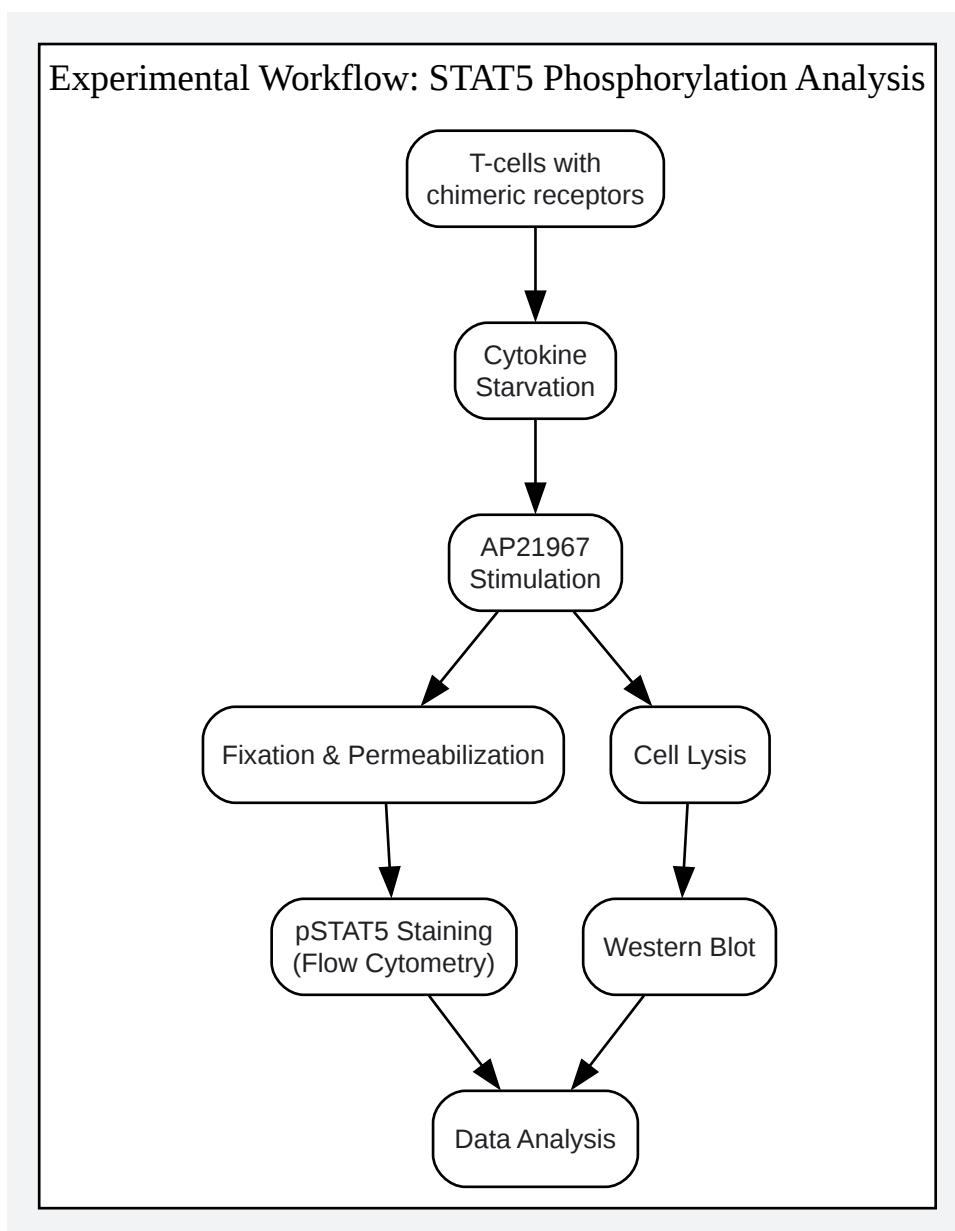 Experimental Workflow: STAT5 Phosphorylation Analysis
T-cells with
chimeric receptors
Cytokine
Starvation
AP21967
Stimulation
Fixation & Permeabilization
Cell Lysis
pSTAT5 Staining
(Flow Cytometry)
Western Blot
Data Analysis